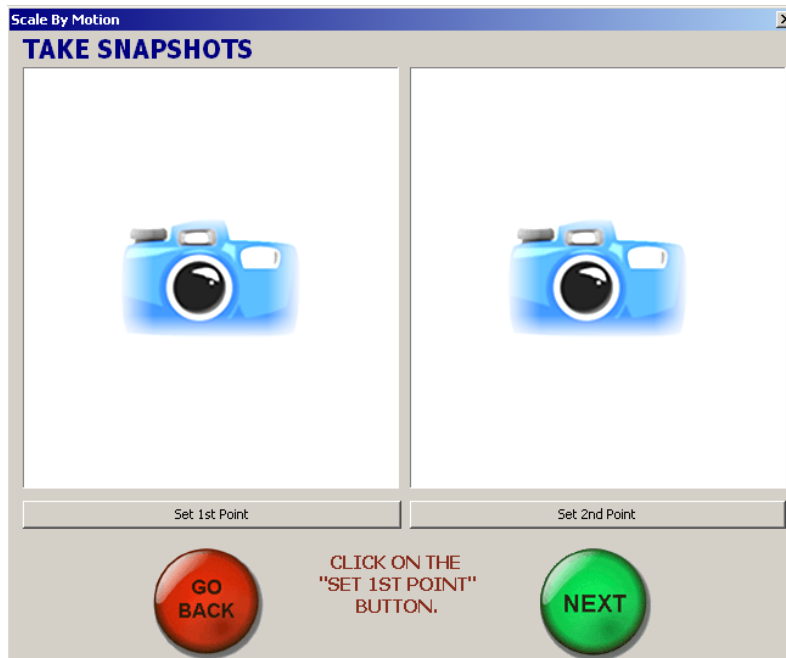 Scale By Motion
TAKE SNAPSHOTS
Set 1st Point
Set 2nd Point
GO
BACK
CLICK ON THE
"SET 1ST POINT"
BUTTON.
NEXT